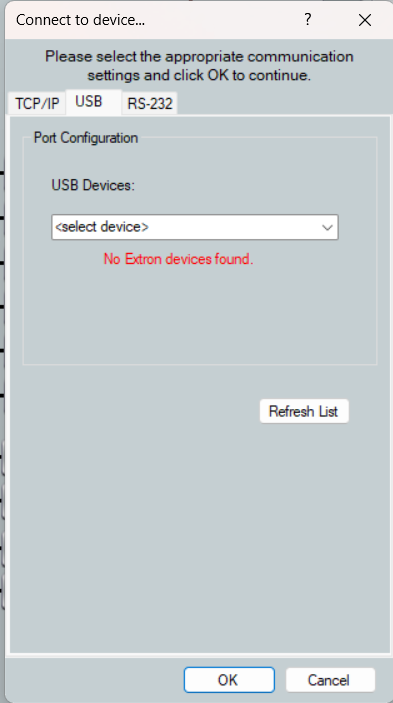 Connect to device...
?
Please select the appropriate communication
settings and click OK to continue.
TCP/IP USB RS-232
Port Configuration
USB Devices:
<select device>
No Extron devices found.
Refresh List
OK Cancel